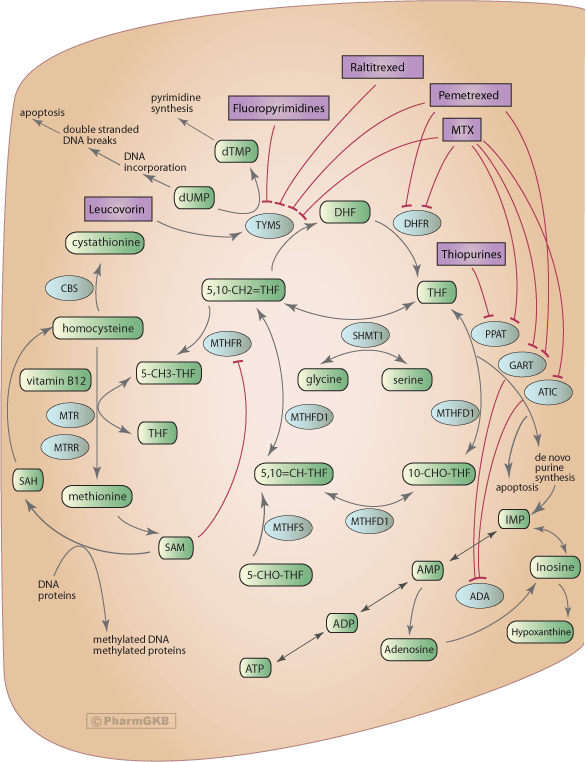 Raltitrexed
Pemetrexed
Fluoropyrimidines
MTX
pyrimidine
synthesis
apoptosis
double stranded
DNA breaks
DNA
incorporation
dTMP
dUMP
Leucovorin
TYMS
DHF
DHFR
cystathionine
Thiopurines
CBS
5,10-CH2=THF
THF
homocysteine
MTHFR
SHMT1
PPAT
GART
vitamin B12
5-CH3-THF
glycine
serine
ATIC
MTR
MTHFD1
MTHFD1
THF
MTRR
de novo
purine
synthesis
SAH
methionine
5,10=CH-THF
10-CHO-THF
apoptosis
IMP
MTHFS
MTHFD1
SAM
5-CHO-THF
AMP
Inosine
DNA
proteins
ADA
ADP
methylated DNA
methylated proteins
Adenosine
Hypoxanthine
ATP
©PharmGKB